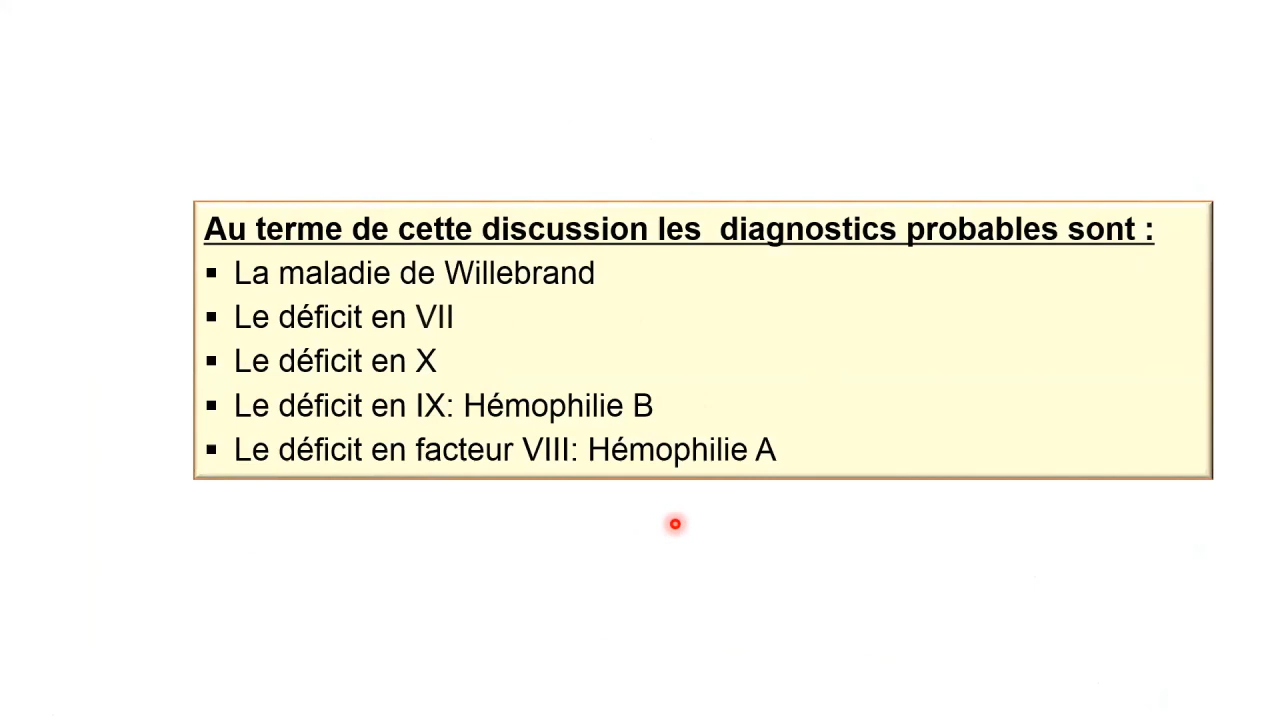 Au terme de cette discussion les  diagnostics probables sont :
▪ La maladie de Willebrand
▪ Le déficit en VII
▪ Le déficit en X
▪ Le déficit en IX: Hémophilie B
▪ Le déficit en facteur VIII: Hémophilie A